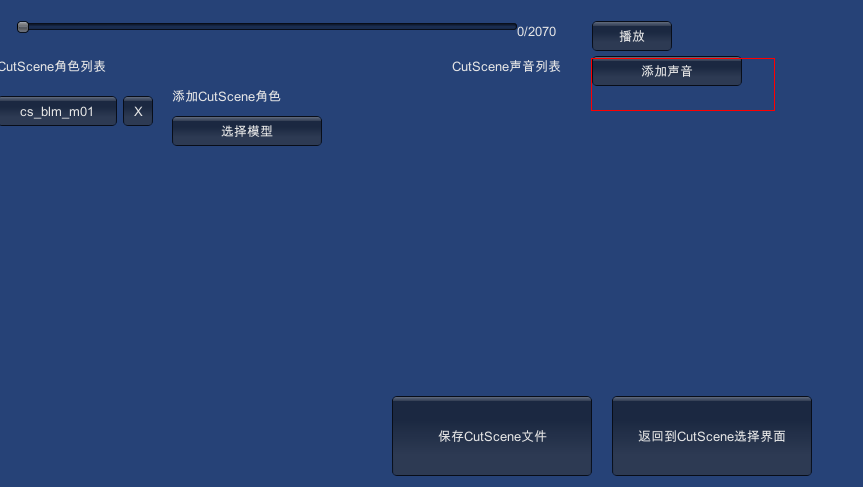 0/2070
播放
CutScene角色列表
CutScene声音列表
添加声音
添加CutScene角色
cs_blm_m01
X
选择模型
保存CutScene文件
返回到CutScene选择界面